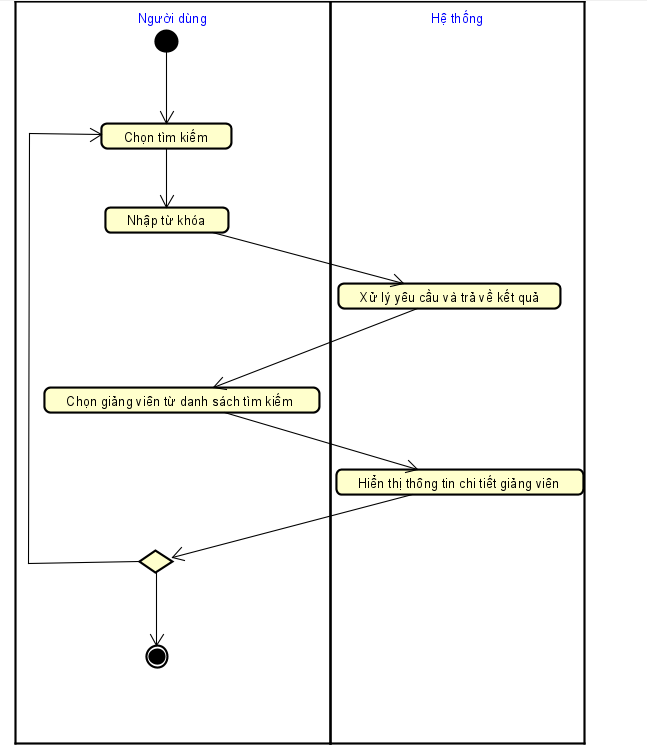 Người dùng
Hệ thống
Chọn tìm kiếm
Nhập từ khóa
Xử lý yêu cầu và trả về kết quả
Chọn giảng viên từ danh sách tìm kiếm
Hiển thị thông tin chi tiết giảng viên